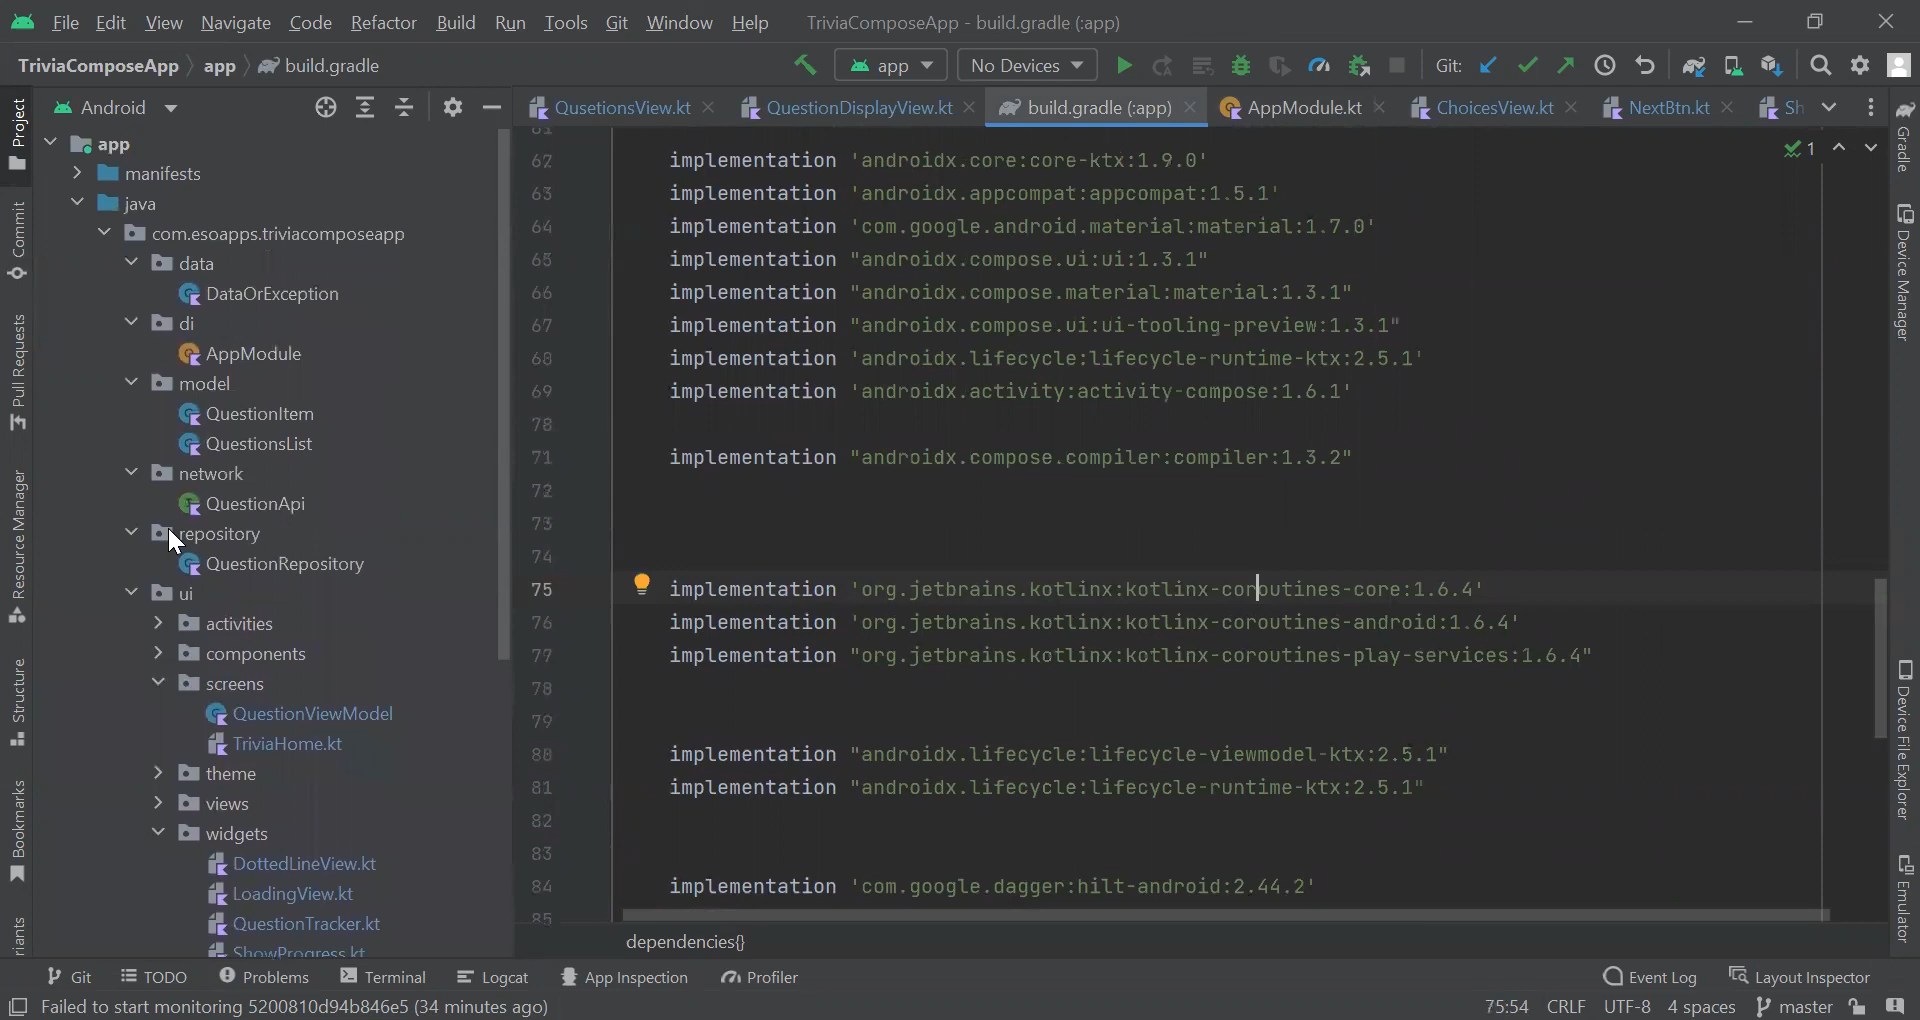 File Edit View Navigate Code Refactor Build Run Tools Git Window Help TriviaComposeApp - build.gradle (:app)
TriviaComposeApp app build.gradle app No Devices Git:
Android QusetionsView.kt QuestionDisplayView.kt build.gradle (:app) AppModule.kt ChoicesView.kt NextBtn.kt Sh
Project
Commit
Pull Requests
Resource Manager
Structure
Bookmarks
riants
app
manifests
java
com.esoapps.triviacomposeapp
data
DataOrException
di
AppModule
model
QuestionItem
QuestionsList
network
QuestionApi
repository
QuestionRepository
ui
activities
components
screens
QuestionViewModel
TriviaHome.kt
theme
views
widgets
DottedLineView.kt
LoadingView.kt
QuestionTracker.kt
ShowProgress.kt
1
62 implementation 'androidx.core:core-ktx:1.9.0'
63 implementation 'androidx.appcompat:appcompat:1.5.1'
64 implementation 'com.google.android.material:material:1.7.0'
65 implementation "androidx.compose.ui:ui:1.3.1"
66 implementation "androidx.compose.material:material:1.3.1"
67 implementation "androidx.compose.ui:ui-tooling-preview:1.3.1"
68 implementation 'androidx.lifecycle:lifecycle-runtime-ktx:2.5.1'
69 implementation 'androidx.activity:activity-compose:1.6.1'
70
71 implementation "androidx.compose.compiler:compiler:1.3.2"
72
73
74
75 implementation 'org.jetbrains.kotlinx:kotlinx-coroutines-core:1.6.4'
76 implementation 'org.jetbrains.kotlinx:kotlinx-coroutines-android:1.6.4'
77 implementation "org.jetbrains.kotlinx:kotlinx-coroutines-play-services:1.6.4"
78
79
80 implementation "androidx.lifecycle:lifecycle-viewmodel-ktx:2.5.1"
81 implementation "androidx.lifecycle:lifecycle-runtime-ktx:2.5.1"
82
83
84 implementation 'com.google.dagger:hilt-android:2.44.2'
85
dependencies{}
Gradle
Device Manager
Device File Explorer
Emulator
Git TODO Problems Terminal Logcat App Inspection Profiler Event Log Layout Inspector
Failed to start monitoring 5200810d94b846e5 (34 minutes ago) 75:54 CRLF UTF-8 4 spaces master